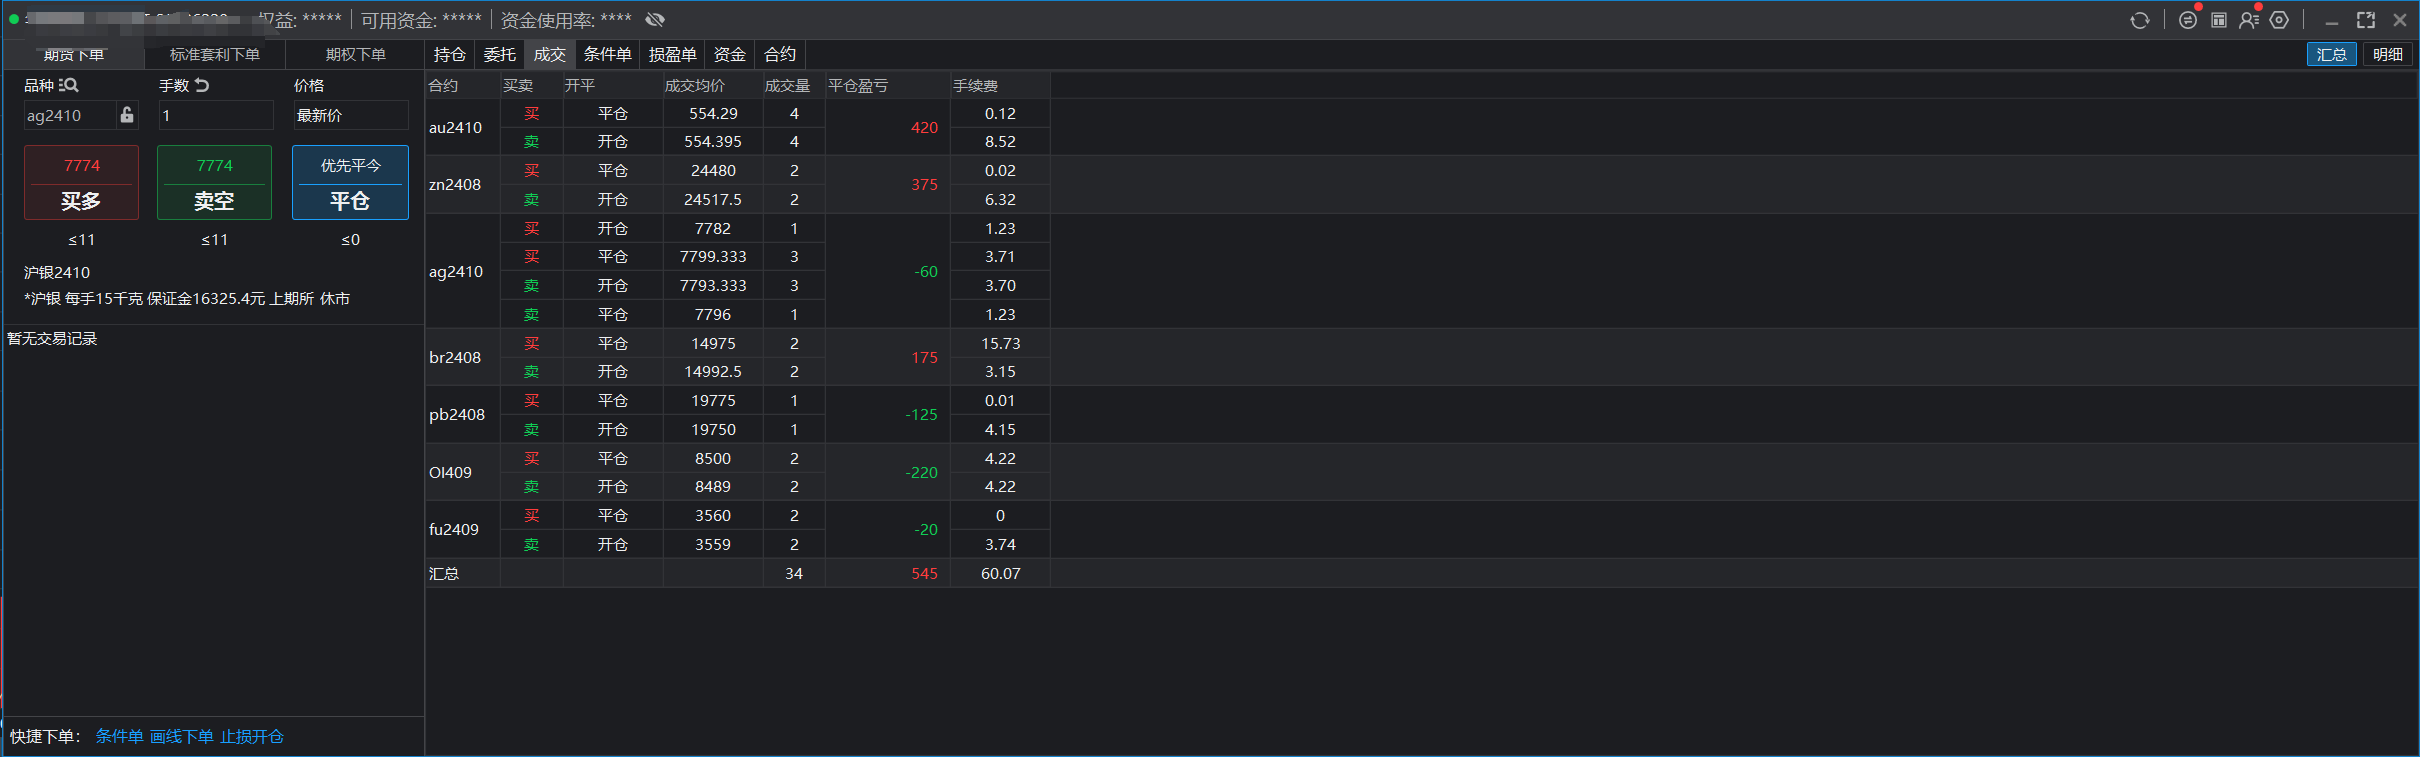 权益: ***** 可用资金: ***** 资金使用率: ****
期货下单 标准套利下单 期权下单 持仓 委托 成交 条件单 损盈单 资金 合约 汇总 明细
品种 手数 价格
ag2410 1 最新价
7774 7774 优先平今
买多 卖空 平仓
≤11 ≤11 ≤0
沪银2410
*沪银 每手15千克 保证金16325.4元 上期所 休市
暂无交易记录
快捷下单: 条件单 画线下单 止损开仓
合约 买卖 开平 成交均价 成交量 平仓盈亏 手续费
au2410 买 平仓 554.29 4 420 0.12
卖 开仓 554.395 4 8.52
zn2408 买 平仓 24480 2 375 0.02
卖 开仓 24517.5 2 6.32
ag2410 买 开仓 7782 1 -60 1.23
买 平仓 7799.333 3 3.71
卖 开仓 7793.333 3 3.70
卖 平仓 7796 1 1.23
br2408 买 平仓 14975 2 175 15.73
卖 开仓 14992.5 2 3.15
pb2408 买 平仓 19775 1 -125 0.01
卖 开仓 19750 1 4.15
OI409 买 平仓 8500 2 -220 4.22
卖 开仓 8489 2 4.22
fu2409 买 平仓 3560 2 -20 0
卖 开仓 3559 2 3.74
汇总 34 545 60.07